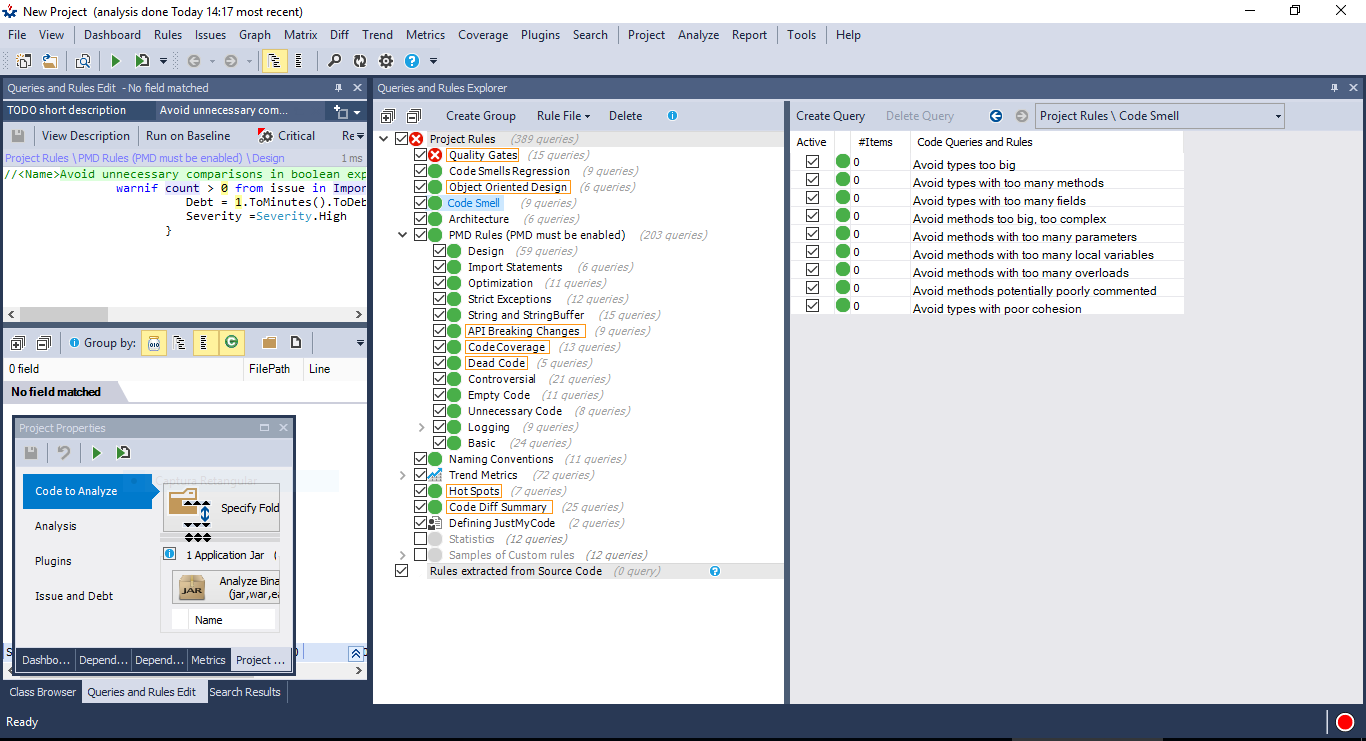 New Project (analysis done Today 14:17 most recent)
File View Dashboard Rules Issues Graph Matrix Diff Trend Metrics Coverage Plugins Search Project Analyze Report Tools Help
Queries and Rules Edit - No field matched
TODO short description Avoid unnecessary com...
View Description Run on Baseline Critical Re
Project Rules \ PMD Rules (PMD must be enabled) \ Design 1 ms
//<Name>Avoid unnecessary comparisons in boolean exp
warnif count > 0 from issue in Impor
Debt = 1.ToMinutes().ToDeb
Severity =Severity.High
}
Group by:
0 field FilePath Line
No field matched
Project Properties
Code to Analyze
Analysis
Plugins
Issue and Debt
Specify Fold
1 Application Jar (
JAR
Analyze Bina
(jar,war,ea
Name
Dashbo... Depend... Depend... Metrics Project ...
Class Browser Queries and Rules Edit Search Results
Queries and Rules Explorer
Create Group Rule File Delete
Project Rules (389 queries)
Quality Gates (15 queries)
Code Smells Regression (9 queries)
Object Oriented Design (6 queries)
Code Smell (9 queries)
Architecture (6 queries)
PMD Rules (PMD must be enabled) (203 queries)
Design (59 queries)
Import Statements (6 queries)
Optimization (11 queries)
Strict Exceptions (12 queries)
String and StringBuffer (15 queries)
API Breaking Changes (9 queries)
Code Coverage (13 queries)
Dead Code (5 queries)
Controversial (21 queries)
Empty Code (11 queries)
Unnecessary Code (8 queries)
Logging (9 queries)
Basic (24 queries)
Naming Conventions (11 queries)
Trend Metrics (72 queries)
Hot Spots (7 queries)
Code Diff Summary (25 queries)
Defining JustMyCode (2 queries)
Statistics (12 queries)
Samples of Custom rules (12 queries)
Rules extracted from Source Code (0 query)
Create Query Delete Query Project Rules \ Code Smell
Active #Items Code Queries and Rules
0 Avoid types too big
0 Avoid types with too many methods
0 Avoid types with too many fields
0 Avoid methods too big, too complex
0 Avoid methods with too many parameters
0 Avoid methods with too many local variables
0 Avoid methods with too many overloads
0 Avoid methods potentially poorly commented
0 Avoid types with poor cohesion
Ready